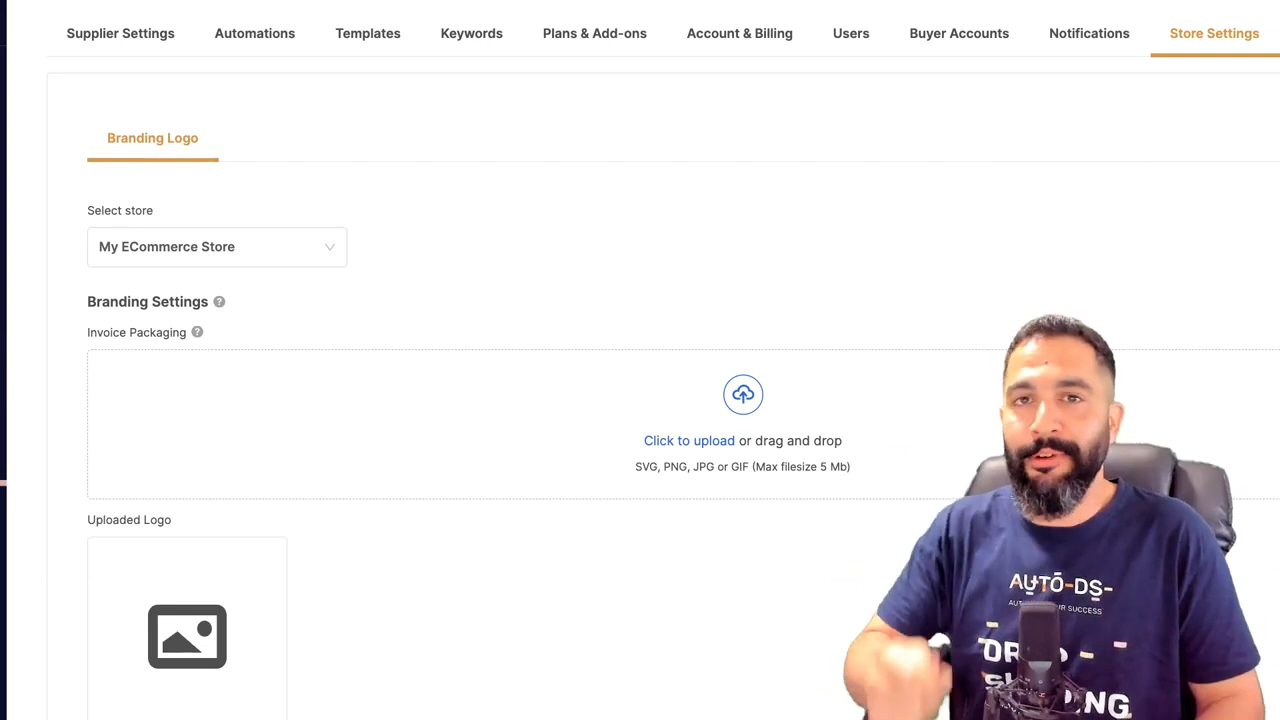 Supplier Settings Automations Templates Keywords Plans & Add-ons Account & Billing Users Buyer Accounts Notifications Store Settings
Branding Logo
Select store
My ECommerce Store
Branding Settings ?
Invoice Packaging ?
Click to upload or drag and drop
SVG, PNG, JPG or GIF (Max filesize 5 Mb)
Uploaded Logo
AUTO-DS-
SUCCESS